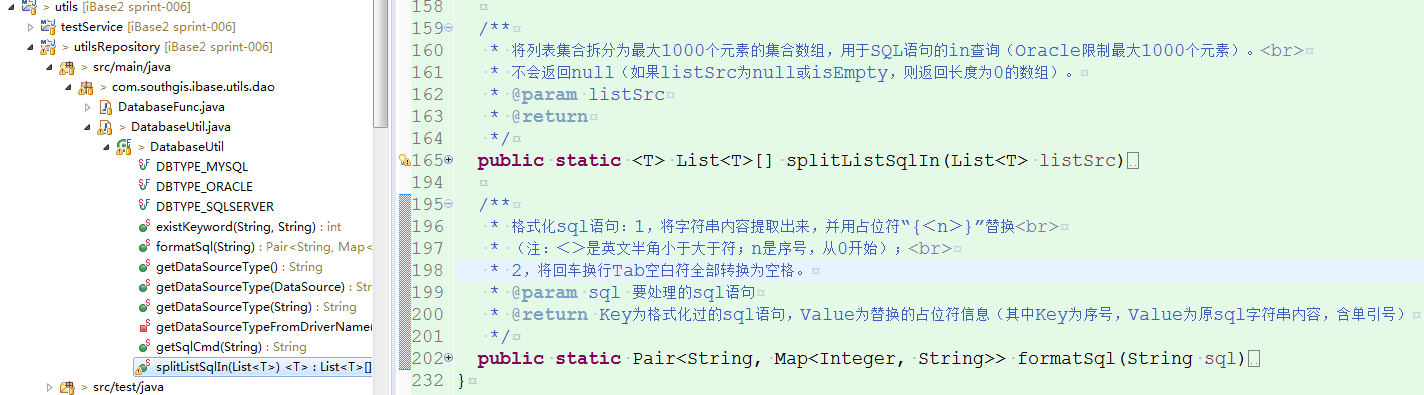 > utils [iBase2 sprint-006]
testService [iBase2 sprint-006]
> utilsRepository [iBase2 sprint-006]
> src/main/java
> com.southgis.ibase.utils.dao
DatabaseFunc.java
> DatabaseUtil.java
> DatabaseUtil
DBTYPE_MYSQL
DBTYPE_ORACLE
DBTYPE_SQLSERVER
existKeyword(String, String) : int
formatSql(String) : Pair<String, Map<
getDataSourceType() : String
getDataSourceType(DataSource) : String
getDataSourceType(String) : String
getDataSourceTypeFromDriverName(
getSqlCmd(String) : String
splitListSqlIn(List<T>) <T> : List<T>[]
> src/test/java
158
159 /**
160 * 将列表集合拆分为最大1000个元素的集合数组，用于SQL语句的in查询（Oracle限制最大1000个元素）。<br>
161 * 不会返回null（如果listSrc为null或isEmpty，则返回长度为0的数组）。
162 * @param listSrc
163 * @return
164 */
165 public static <T> List<T>[] splitListSqlIn(List<T> listSrc)
194
195 /**
196 * 格式化sql语句：1，将字符串内容提取出来，并用占位符“{＜n＞}”替换<br>
197 * （注：＜＞是英文半角小于大于符；n是序号，从0开始）；<br>
198 * 2，将回车换行Tab空白符全部转换为空格。
199 * @param sql 要处理的sql语句
200 * @return Key为格式化过的sql语句，Value为替换的占位符信息（其中Key为序号，Value为原sql字符串内容，含单引号）
201 */
202 public static Pair<String, Map<Integer, String>> formatSql(String sql)
232 }